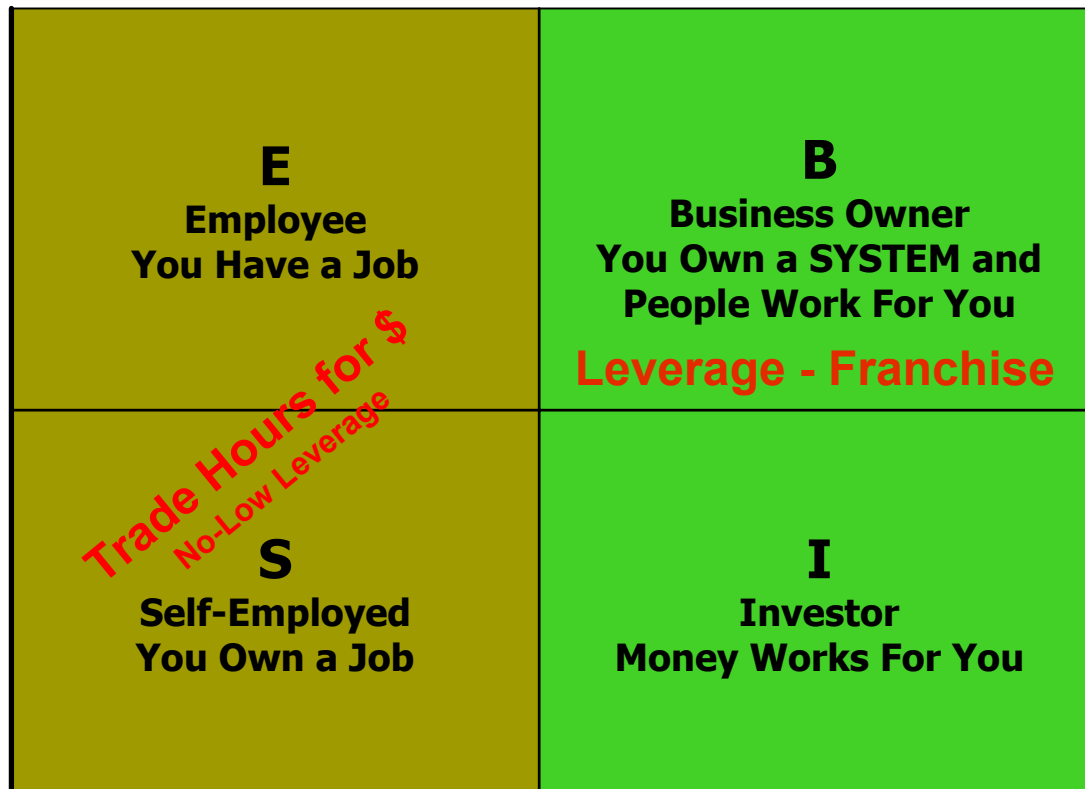 E
Employee
You Have a Job
B
Business Owner
You Own a SYSTEM and
People Work For You
Leverage - Franchise
Trade Hours for $
No-Low Leverage
S
Self-Employed
You Own a Job
I
Investor
Money Works For You